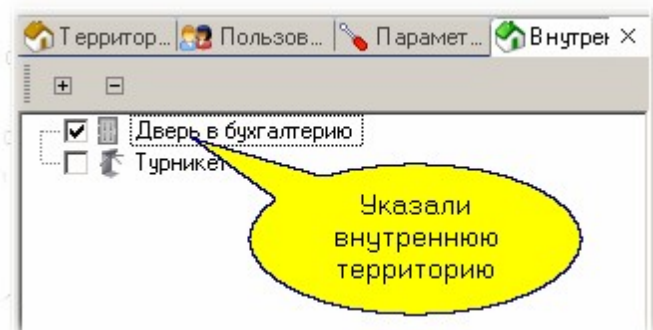 Территор... Пользов... Парамет... Внутрен
Дверь в бухгалтерию
Турникет
Указали
внутреннюю
территорию